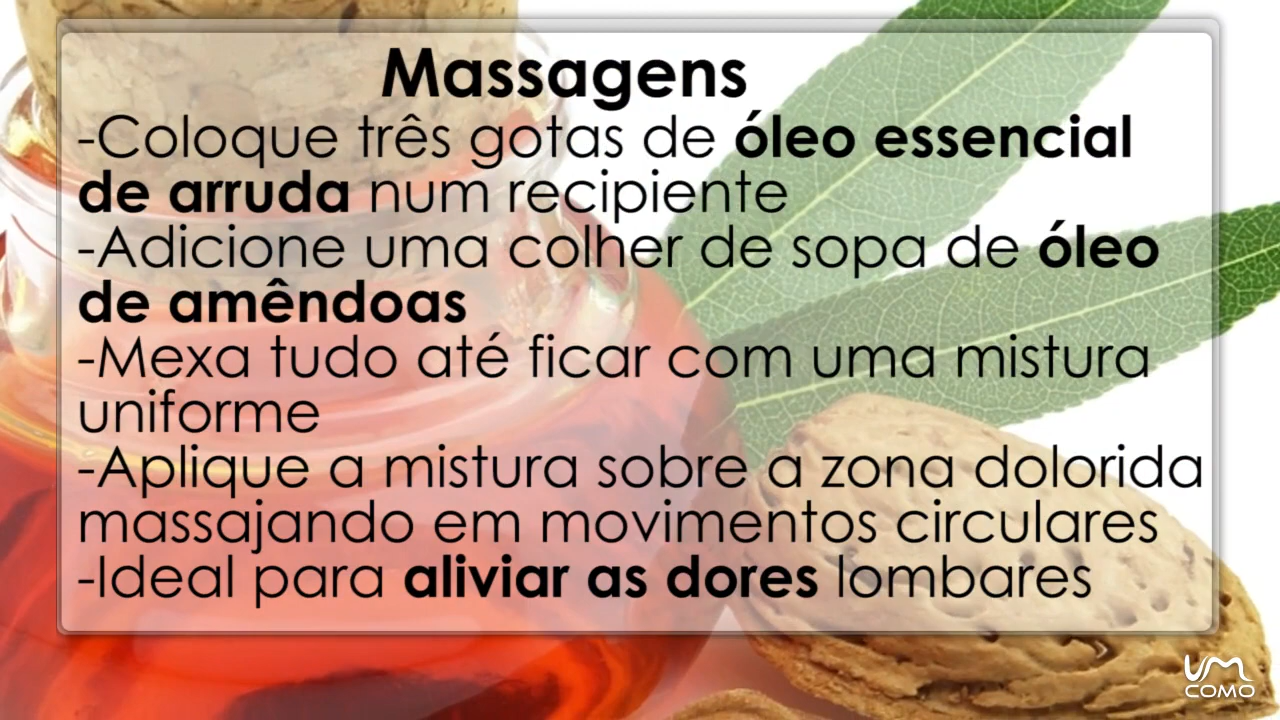 Massagens
-Coloque três gotas de óleo essencial
de arruda num recipiente
-Adicione uma colher de sopa de óleo
de amêndoas
-Mexa tudo até ficar com uma mistura
uniforme
-Aplique a mistura sobre a zona dolorida
massajando em movimentos circulares
-Ideal para aliviar as dores lombares
UM
COMO